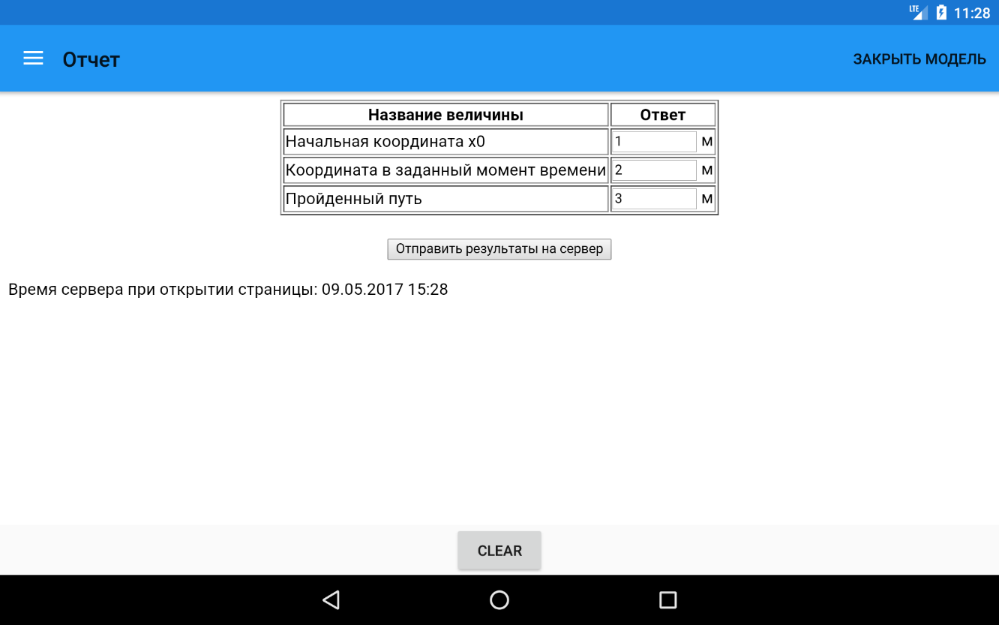 LTE 11:28
Отчет ЗАКРЫТЬ МОДЕЛЬ
Название величины Ответ
Начальная координата x0 1 м
Координата в заданный момент времени 2 м
Пройденный путь 3 м
Отправить результаты на сервер
Время сервера при открытии страницы: 09.05.2017 15:28
CLEAR